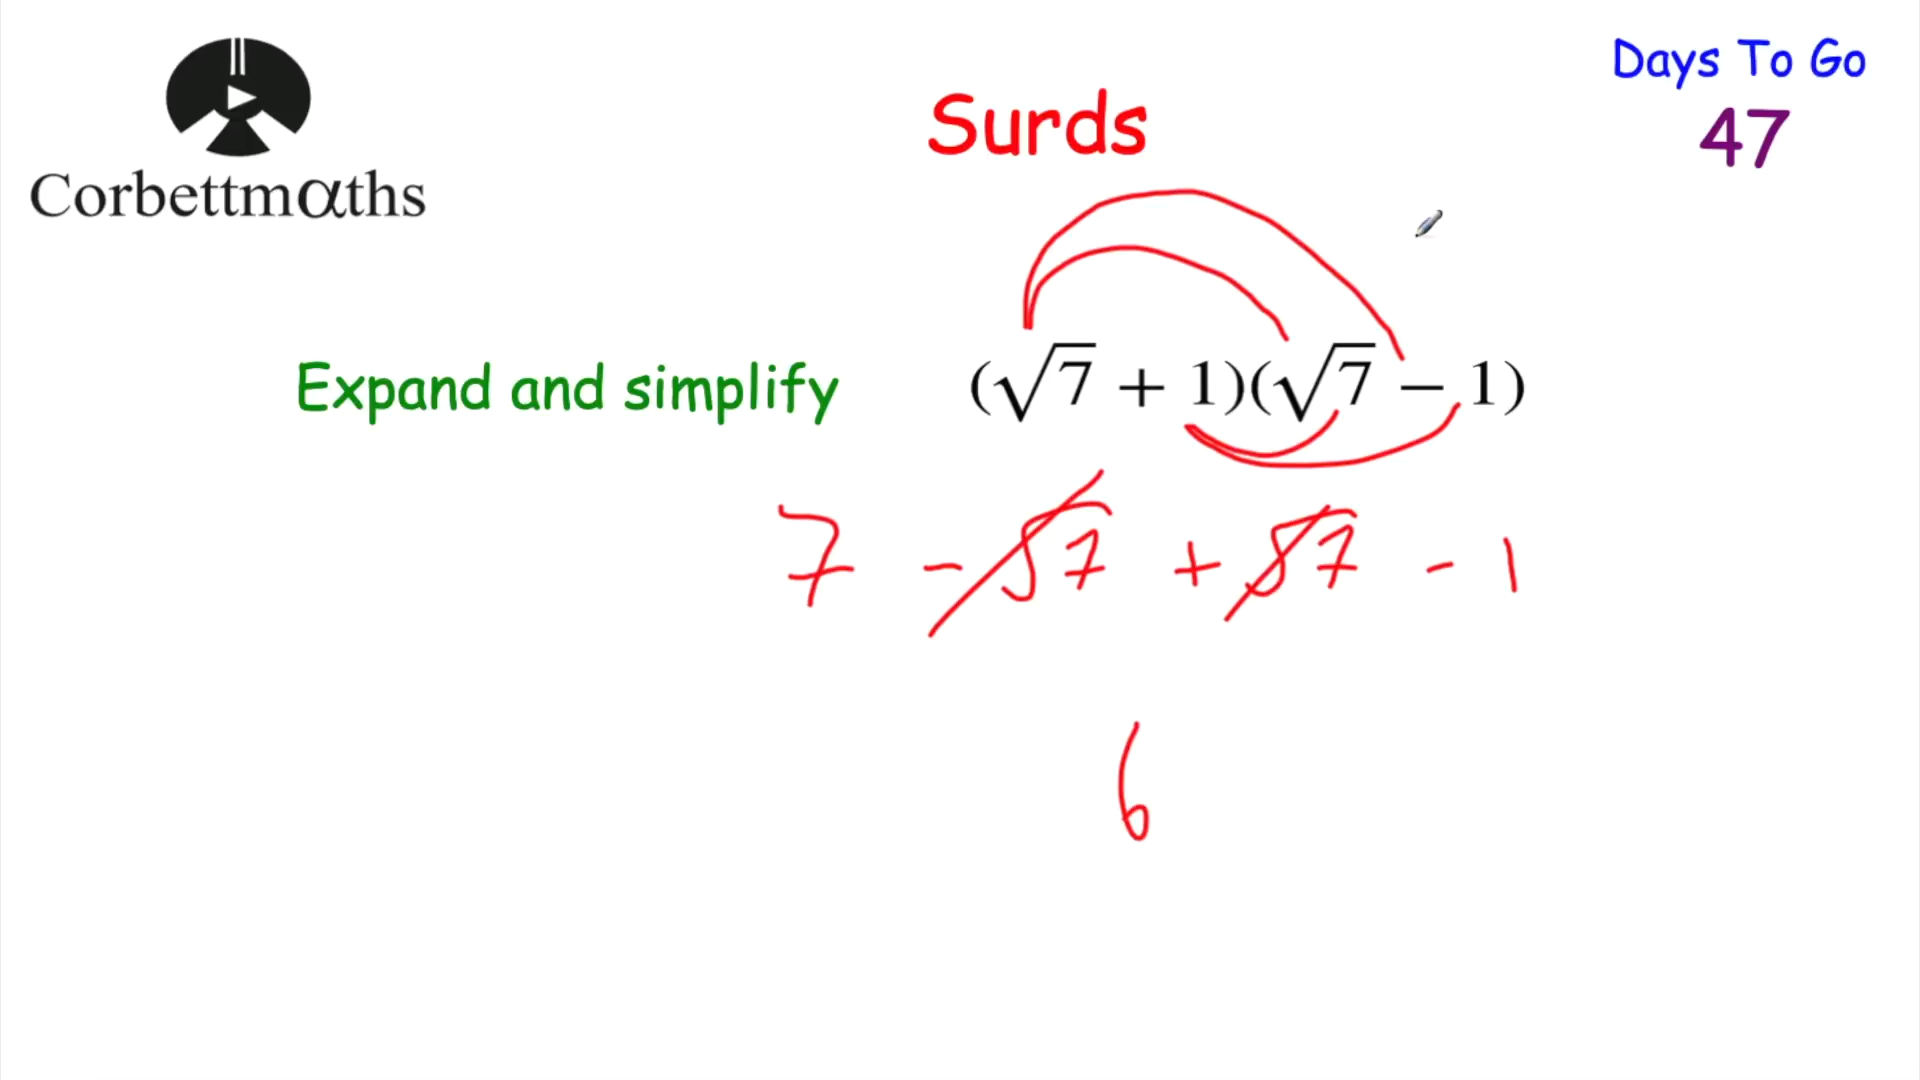 Corbettmαths
Surds
Days To Go
47
Expand and simplify (√7 + 1)(√7 − 1)
7 - √7 + √7 - 1
6